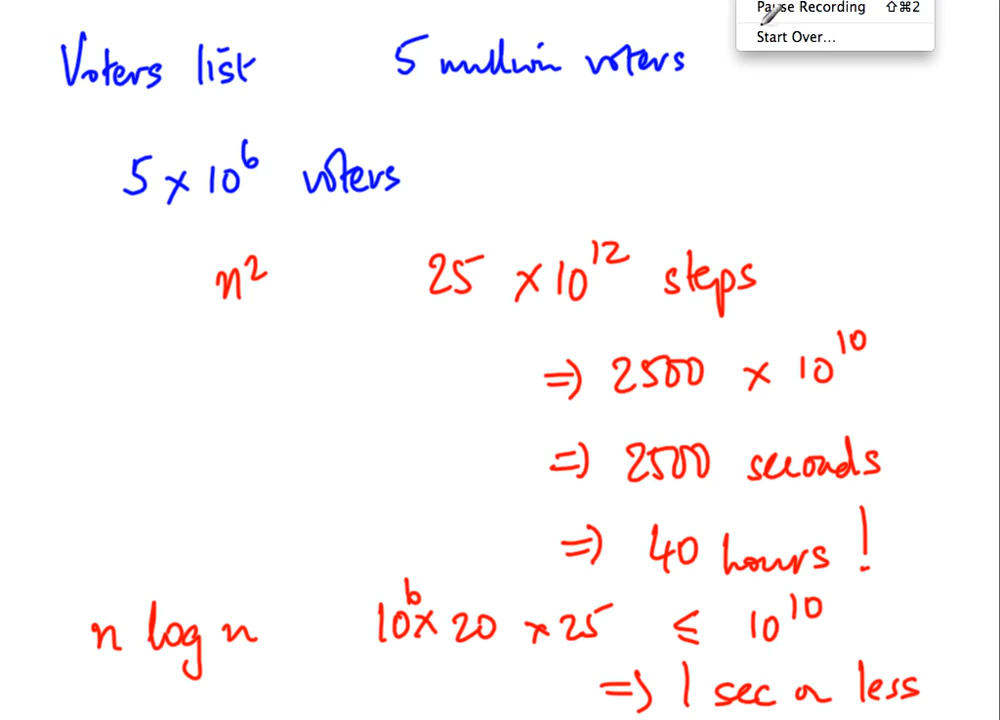 Pause Recording ⇧⌘2
Start Over...
Voters list 5 million voters
5 × 10^6 voters
n^2 25 × 10^12 steps
⇒ 2500 × 10^10
⇒ 2500 seconds
⇒ 40 hours!
n log n 10^6 × 20 × 25 ≤ 10^10
⇒ 1 sec or less